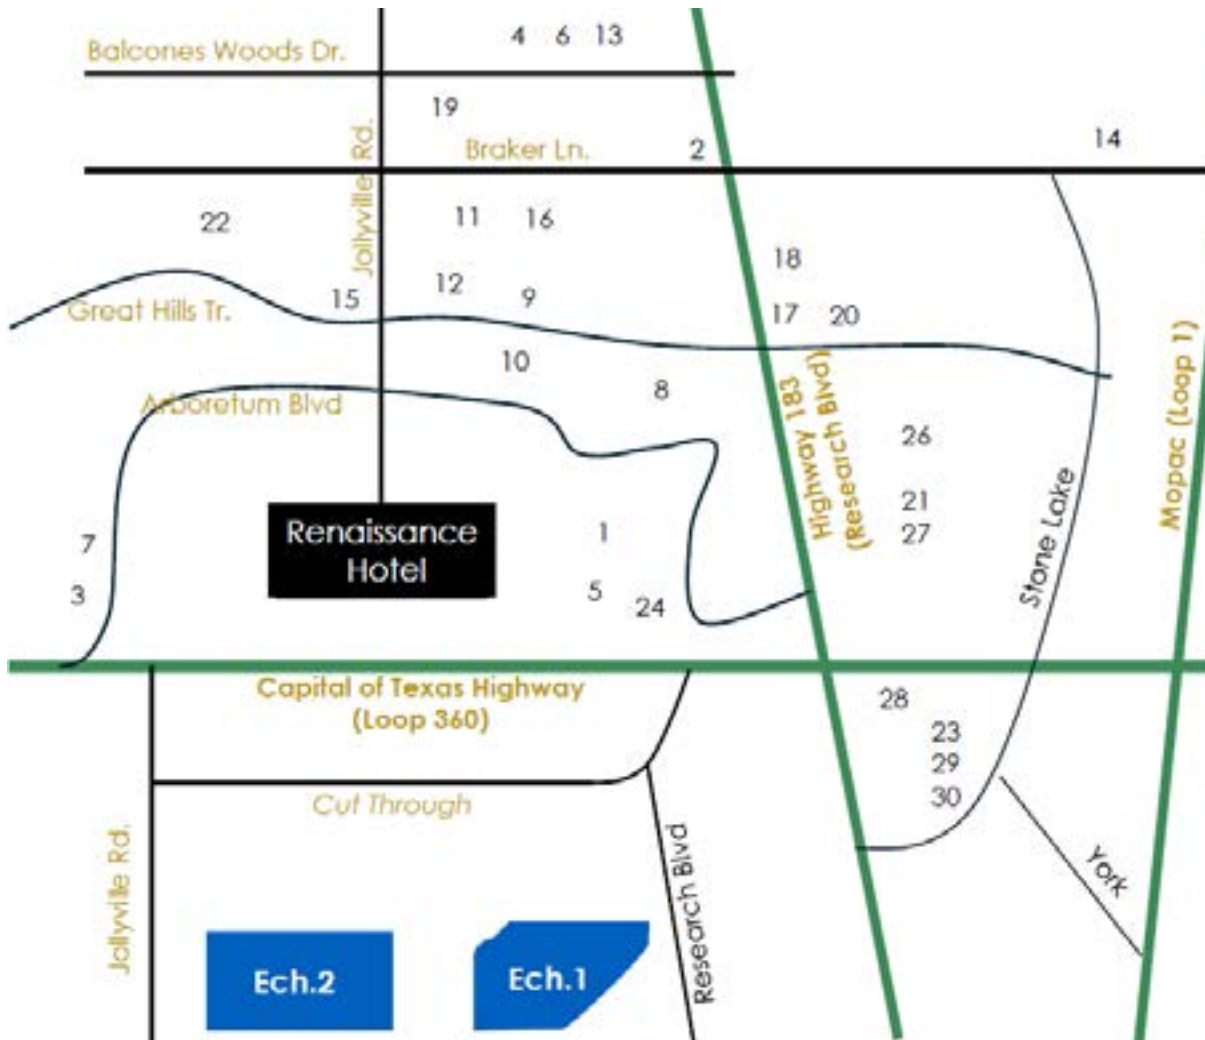 4 6 13
Balcones Woods Dr.
19
Jollyville Rd.
Braker Ln.
2
14
22
11 16
18
15
12
9
Great Hills Tr.
17 20
10
8
Arboretum Blvd
Highway 183
(Research Blvd)
Mopac (Loop 1)
26
21
27
Stone Lake
Renaissance
Hotel
1
7
3
5
24
Capital of Texas Highway
(Loop 360)
28
23
29
30
Cut Through
Jollyville Rd.
Research Blvd
York
Ech.2
Ech.1